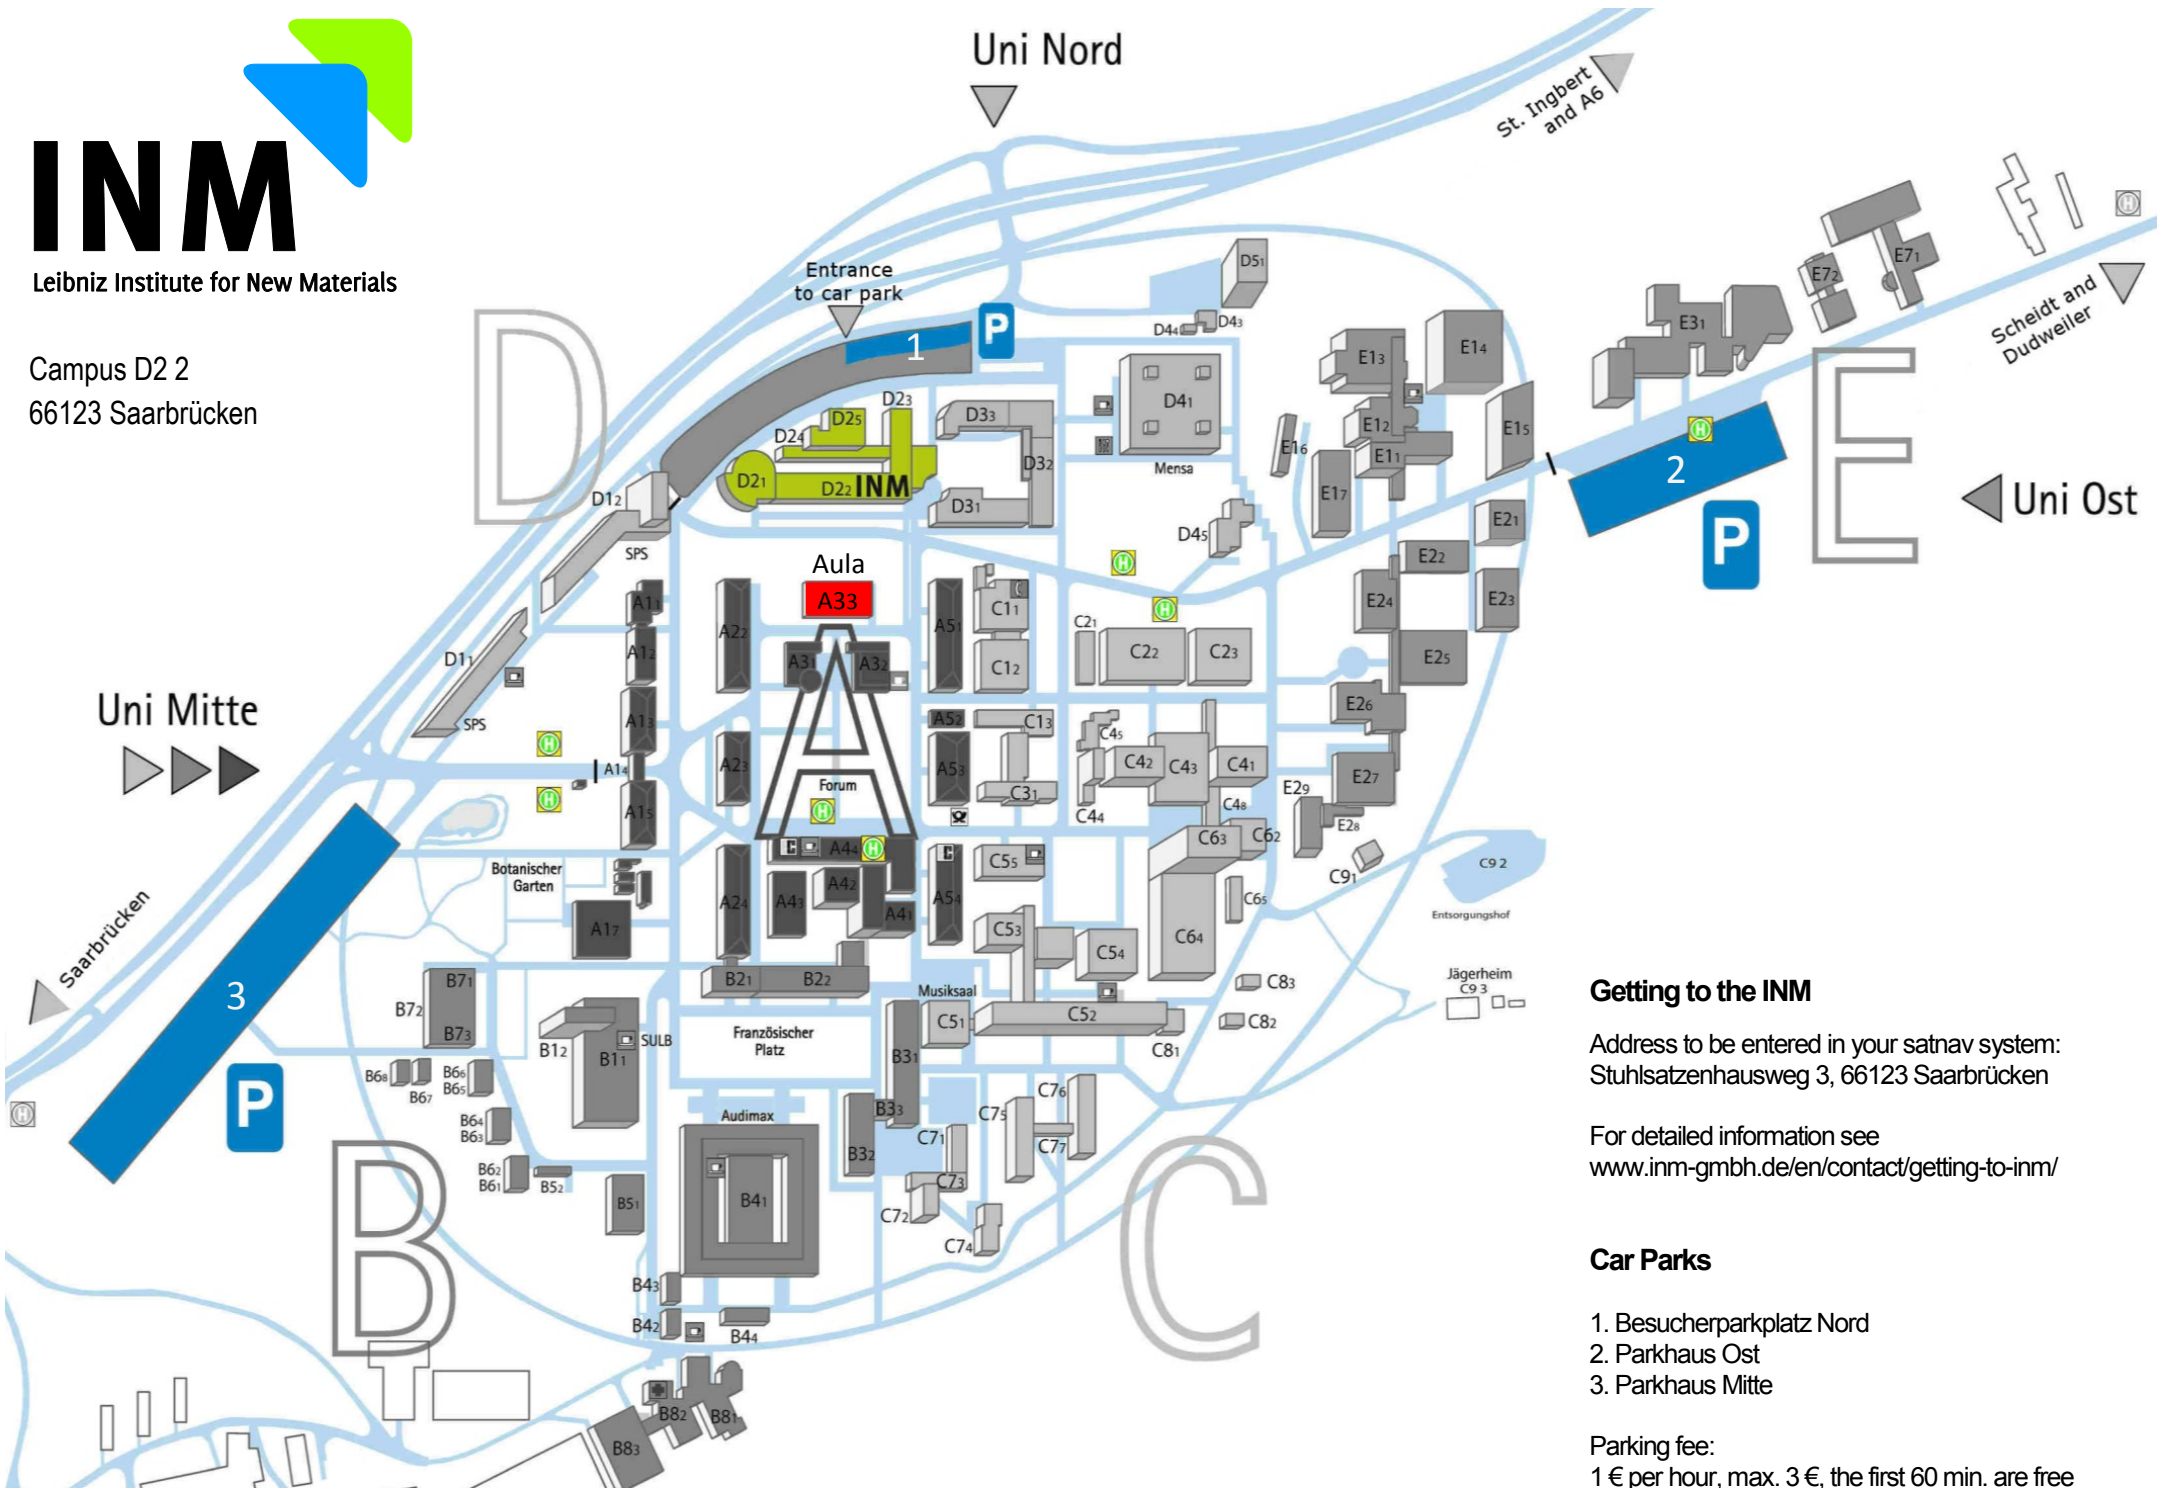 INM
Leibniz Institute for New Materials
Campus D2 2
66123 Saarbrücken
Uni Nord
St. Ingbert
and A6
Entrance
to car park
P
1
D
D51
D44
D43
E71
E72
E31
Scheidt and
Dudweiler
E
E13
E14
E12
E11
E15
E16
E17
H
2
P
Uni Ost
D23
D25
D24
D21
D22 INM
D33
D32
D31
D41
Mensa
D45
D12
SPS
D11
SPS
Aula
A33
A11
A12
A13
A14
A15
A22
A23
A31
A32
A
Forum
H
A51
A52
A53
C11
C12
C13
C31
H
H
C21
C22
C23
C45
C42
C43
C41
C44
C48
C63
C62
E21
E22
E23
E24
E25
E26
E27
E29
E28
C91
C9 2
Entsorgungshof
Jägerheim
C9 3
Uni Mitte
H
H
Botanischer
Garten
A17
A24
A43
A42
A44
H
A41
A54
C55
C53
C54
C65
C64
C83
C82
C81
Saarbrücken
3
P
H
B71
B72
B73
B12
B11
SULB
B21
B22
Französischer
Platz
Musiksaal
C51
C52
B31
B33
B32
B68
B67
B66
B65
B64
B63
B62
B61
B52
B51
Audimax
B41
C71
C73
C72
C74
C75
C76
C77
B
C
B43
B42
B44
B82
B81
B83
Getting to the INM
Address to be entered in your satnav system:
Stuhlsatzenhausweg 3, 66123 Saarbrücken
For detailed information see
www.inm-gmbh.de/en/contact/getting-to-inm/
Car Parks
1. Besucherparkplatz Nord
2. Parkhaus Ost
3. Parkhaus Mitte
Parking fee:
1 € per hour, max. 3 €, the first 60 min. are free